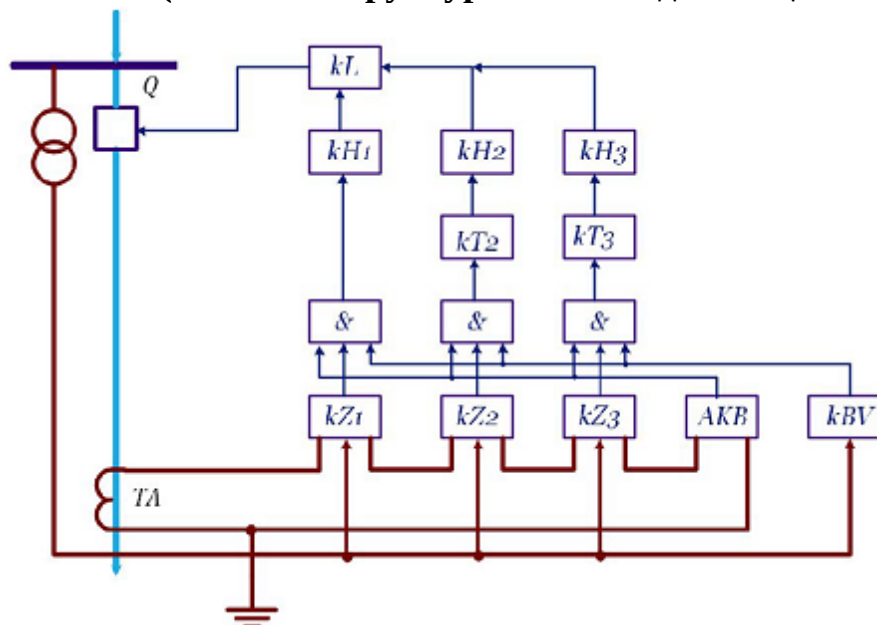 Q
kL
kH1 kH2 kH3
kT2 kT3
& & &
kZ1 kZ2 kZ3 AKB kBV
TA